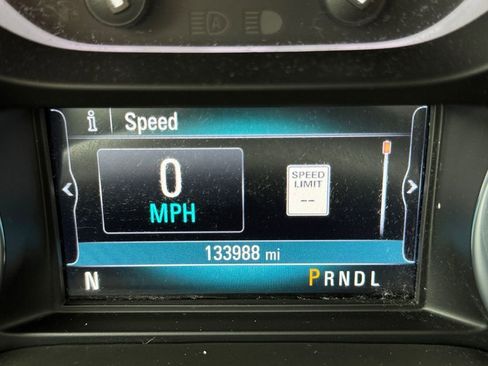 Speed
0
MPH
SPEED
LIMIT
--
133988 mi
N
PRNDL